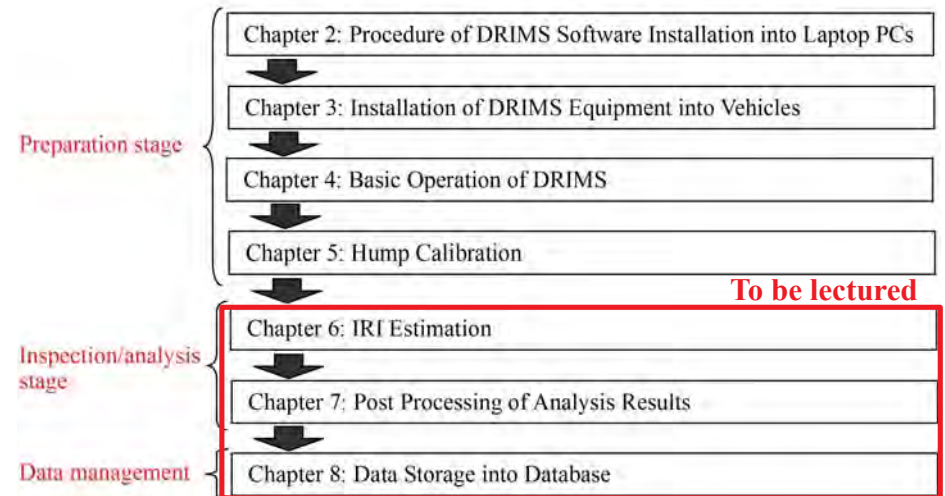 Chapter 2: Procedure of DRIMS Software Installation into Laptop PCs
Chapter 3: Installation of DRIMS Equipment into Vehicles
Preparation stage
Chapter 4: Basic Operation of DRIMS
Chapter 5: Hump Calibration
To be lectured
Chapter 6: IRI Estimation
Inspection/analysis
stage
Chapter 7: Post Processing of Analysis Results
Data management
Chapter 8: Data Storage into Database